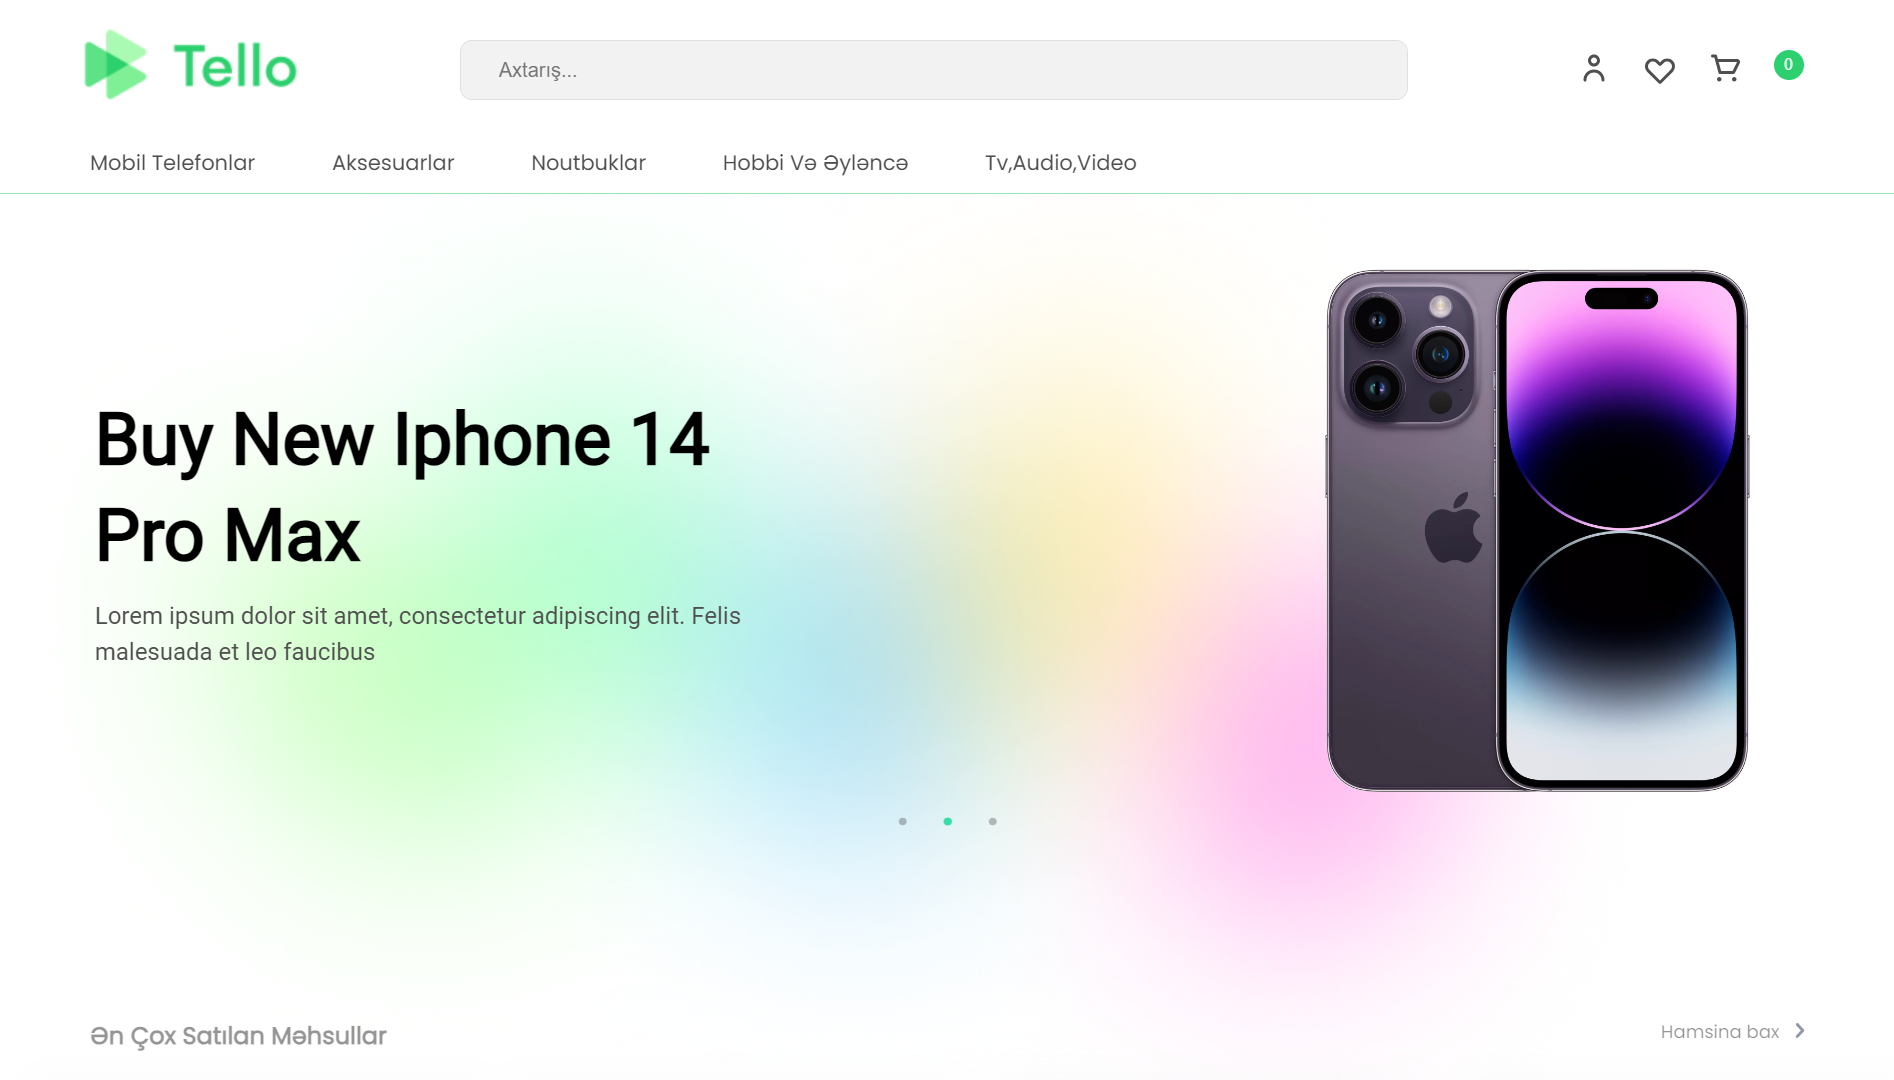 Tello
Axtarış...
0
Mobil Telefonlar
Aksesuarlar
Noutbuklar
Hobbi Və Əyləncə
Tv,Audio,Video
Buy New Iphone 14
Pro Max
Lorem ipsum dolor sit amet, consectetur adipiscing elit. Felis
malesuada et leo faucibus
Ən Çox Satılan Məhsullar
Hamsina bax